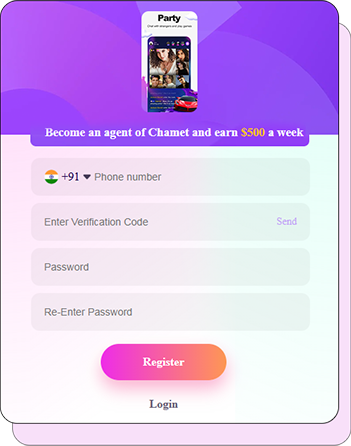 Party
Chat with strangers and play games
Become an agent of Chamet and earn $500 a week
+91 Phone number
Enter Verification Code Send
Password
Re-Enter Password
Register
Login